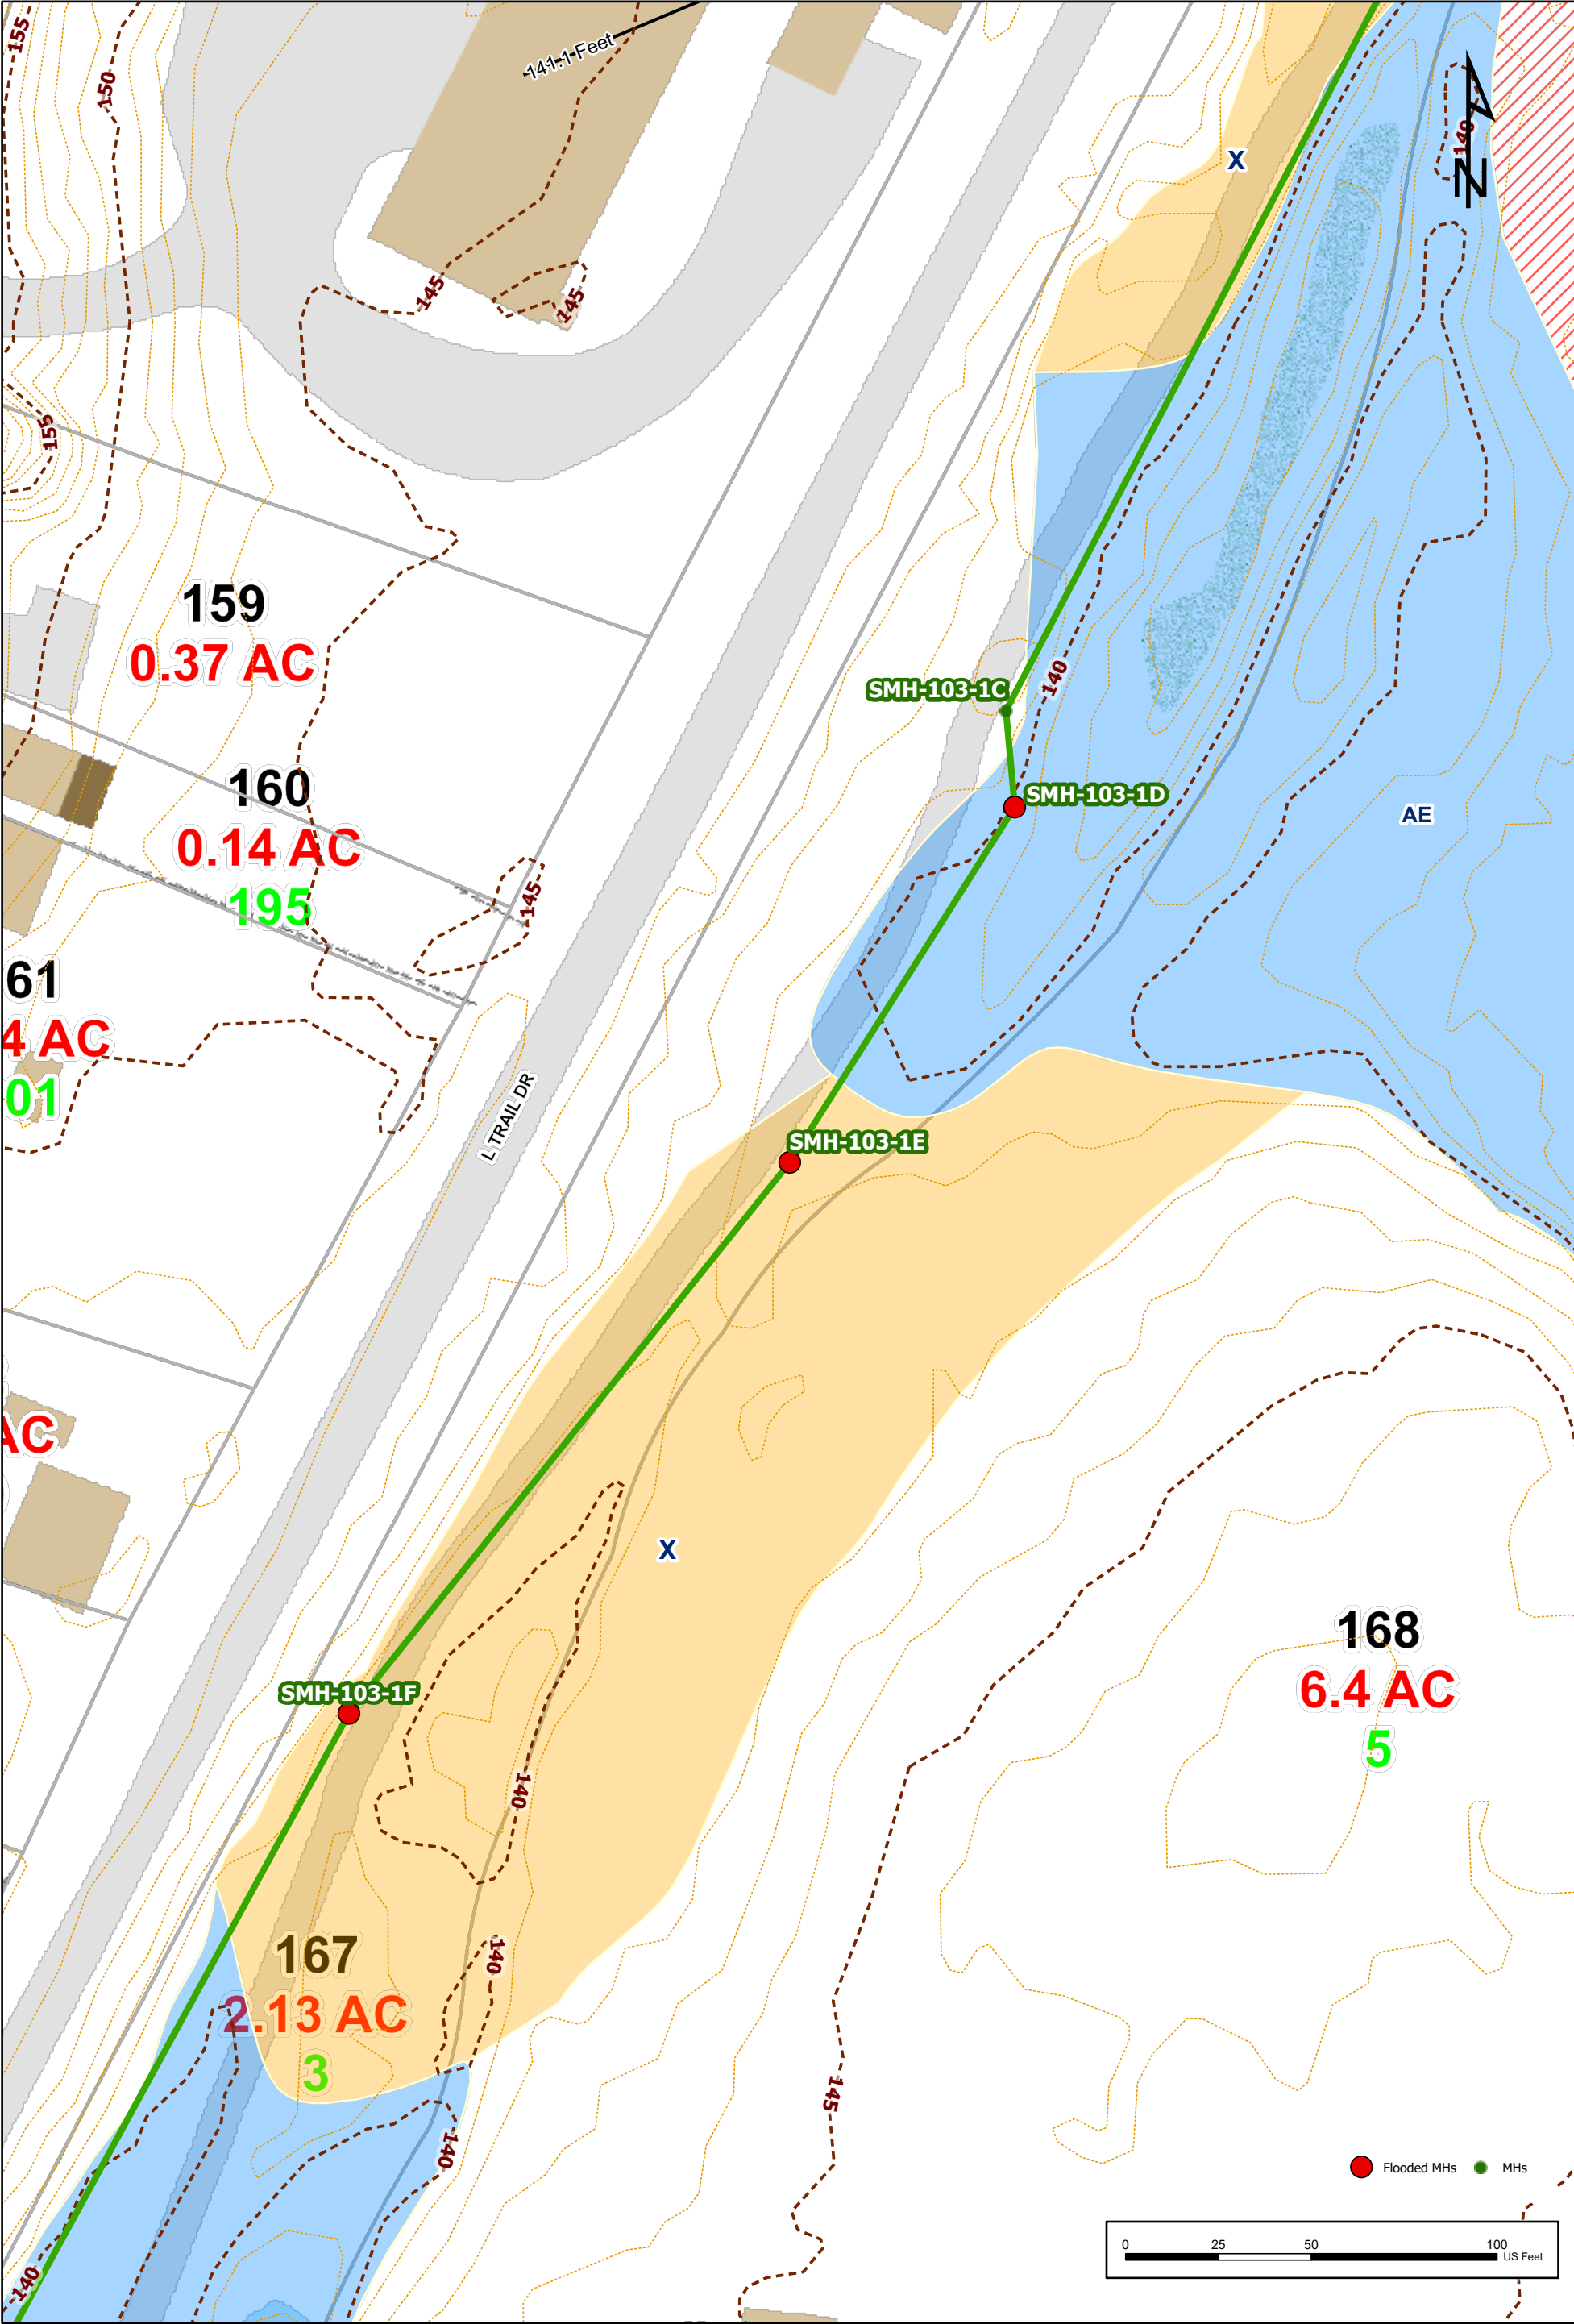 155
150
141.1 Feet
X
140
N
145
145
155
159
0.37 AC
SMH-103-1C
140
160
0.14 AC
195
SMH-103-1D
AE
145
61
4 AC
01
L TRAIL DR
SMH-103-1E
AC
X
168
6.4 AC
5
SMH-103-1F
140
167
2.13 AC
3
140
145
140
140
Flooded MHs
MHs
0 25 50 100
US Feet